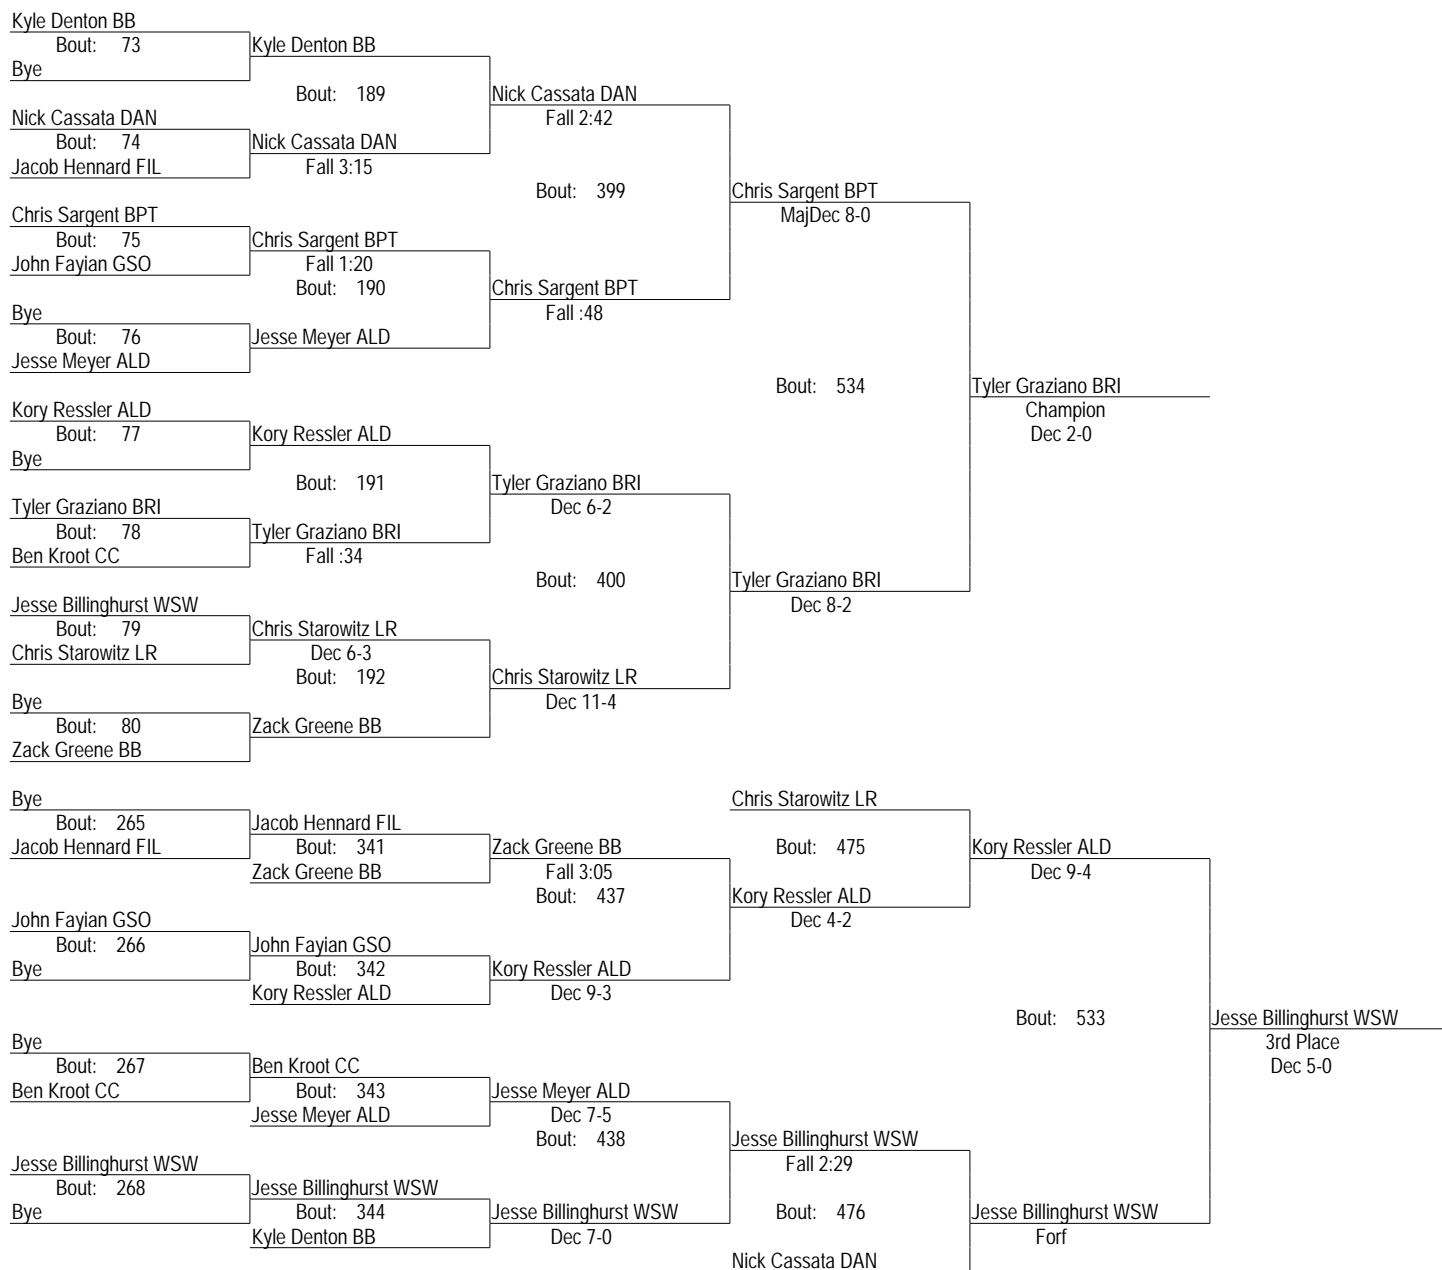 Kyle Denton BB
Bout: 73
Kyle Denton BB
Bye
Bout: 189
Nick Cassata DAN
Nick Cassata DAN
Fall 2:42
Bout: 74
Nick Cassata DAN
Jacob Hennard FIL
Fall 3:15
Bout: 399
Chris Sargent BPT
Chris Sargent BPT
MajDec 8-0
Bout: 75
Chris Sargent BPT
John Fayian GSO
Fall 1:20
Bout: 190
Chris Sargent BPT
Bye
Fall :48
Bout: 76
Jesse Meyer ALD
Jesse Meyer ALD
Bout: 534
Tyler Graziano BRI
Kory Ressler ALD
Champion
Bout: 77
Kory Ressler ALD
Dec 2-0
Bye
Bout: 191
Tyler Graziano BRI
Tyler Graziano BRI
Dec 6-2
Bout: 78
Tyler Graziano BRI
Ben Kroot CC
Fall :34
Bout: 400
Tyler Graziano BRI
Jesse Billinghurst WSW
Dec 8-2
Bout: 79
Chris Starowitz LR
Chris Starowitz LR
Dec 6-3
Bout: 192
Chris Starowitz LR
Bye
Dec 11-4
Bout: 80
Zack Greene BB
Zack Greene BB
Bye
Chris Starowitz LR
Bout: 265
Jacob Hennard FIL
Jacob Hennard FIL
Bout: 341
Zack Greene BB
Bout: 475
Kory Ressler ALD
Zack Greene BB
Fall 3:05
Dec 9-4
Bout: 437
Kory Ressler ALD
John Fayian GSO
Dec 4-2
Bout: 266
John Fayian GSO
Bye
Bout: 342
Kory Ressler ALD
Kory Ressler ALD
Dec 9-3
Bout: 533
Jesse Billinghurst WSW
Bye
3rd Place
Bout: 267
Ben Kroot CC
Dec 5-0
Ben Kroot CC
Bout: 343
Jesse Meyer ALD
Jesse Meyer ALD
Dec 7-5
Bout: 438
Jesse Billinghurst WSW
Jesse Billinghurst WSW
Fall 2:29
Bout: 268
Jesse Billinghurst WSW
Bye
Bout: 344
Jesse Billinghurst WSW
Bout: 476
Jesse Billinghurst WSW
Kyle Denton BB
Dec 7-0
Forf
Nick Cassata DAN